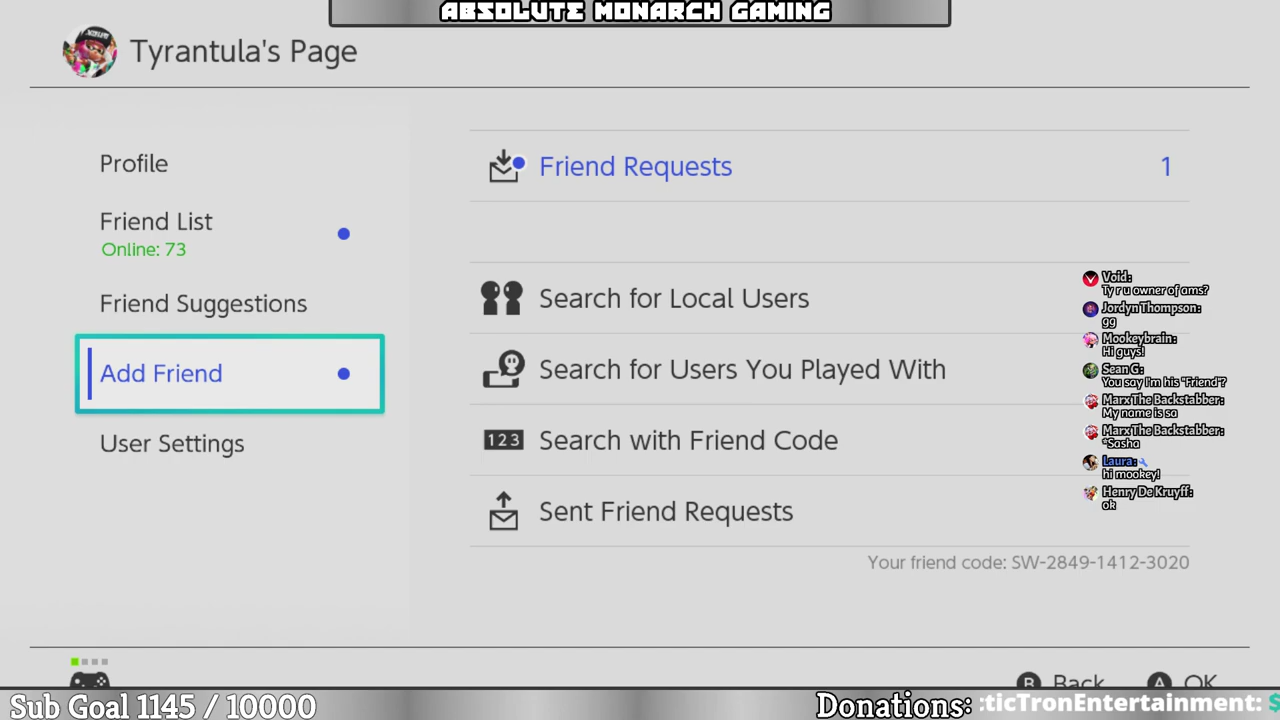 ABSOLUTE MONARCH GAMING
Tyrantula's Page
Profile
Friend List
Online: 73
Friend Suggestions
Add Friend
User Settings
Friend Requests 1
Search for Local Users
Search for Users You Played With
123 Search with Friend Code
Sent Friend Requests
Your friend code: SW-2849-1412-3020
Void:
Ty r u owner of ams?
Jordyn Thompson:
gg
Mookeybrain:
Hi guys!
Sean G:
You say I'm his "Friend"?
MarxThe Backstabber:
My name is sa
MarxThe Backstabber:
*Sasha
Laura:
hi mookey!
Henry De Kruyff:
ok
B Back A OK
Sub Goal 1145 / 10000
Donations: :ticTronEntertainment: $